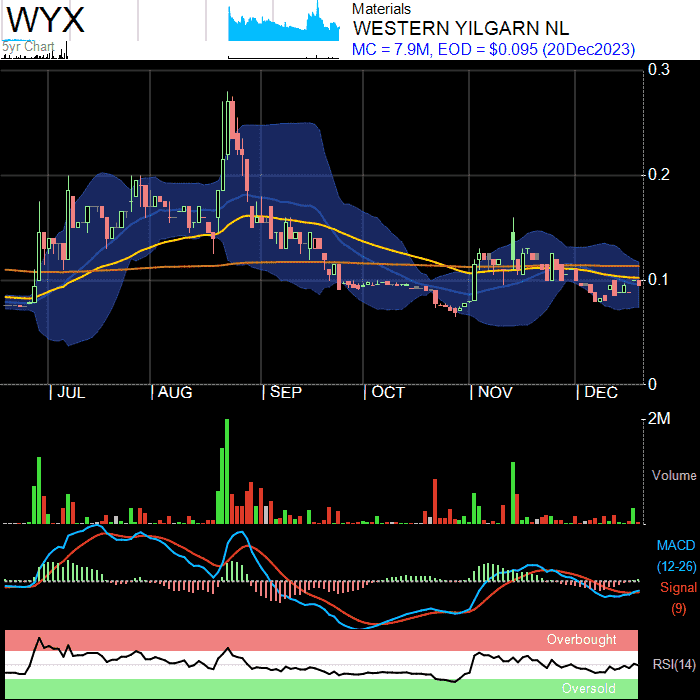 WYX
5yr Chart
Materials
WESTERN YILGARN NL
MC = 7.9M, EOD = $0.095 (20Dec2023)
0.3
0.2
0.1
0
JUL
AUG
SEP
OCT
NOV
DEC
2M
Volume
MACD
(12-26)
Signal
(9)
Overbought
RSI(14)
Oversold